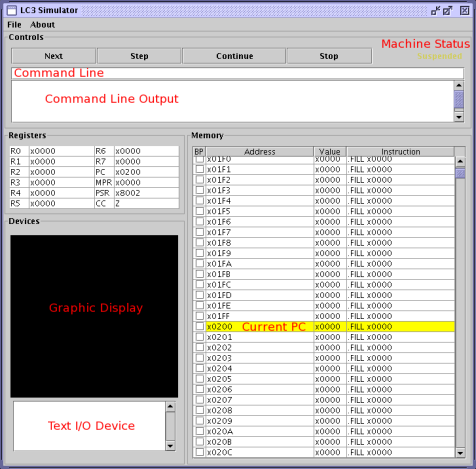 LC3 Simulator
File About
Controls
Next Step Continue Stop
Machine Status
Command Line
Command Line Output
Registers
R0 x0000 R6 x0000
R1 x0000 R7 x0000
R2 x0000 PC x0200
R3 x0000 MPR x0000
R4 x0000 PSR x8002
R5 x0000 CC Z
Devices
Graphic Display
Text I/O Device
Memory
BP Address Value Instruction
x01F0 x0000 .FILL x0000
x01F1 x0000 .FILL x0000
x01F2 x0000 .FILL x0000
x01F3 x0000 .FILL x0000
x01F4 x0000 .FILL x0000
x01F5 x0000 .FILL x0000
x01F6 x0000 .FILL x0000
x01F7 x0000 .FILL x0000
x01F8 x0000 .FILL x0000
x01F9 x0000 .FILL x0000
x01FA x0000 .FILL x0000
x01FB x0000 .FILL x0000
x01FC x0000 .FILL x0000
x01FD x0000 .FILL x0000
x01FE x0000 .FILL x0000
x01FF x0000 .FILL x0000
x0200 Current PC x0000 .FILL x0000
x0201 x0000 .FILL x0000
x0202 x0000 .FILL x0000
x0203 x0000 .FILL x0000
x0204 x0000 .FILL x0000
x0205 x0000 .FILL x0000
x0206 x0000 .FILL x0000
x0207 x0000 .FILL x0000
x0208 x0000 .FILL x0000
x0209 x0000 .FILL x0000
x020A x0000 .FILL x0000
x020B x0000 .FILL x0000
x020C x0000 .FILL x0000